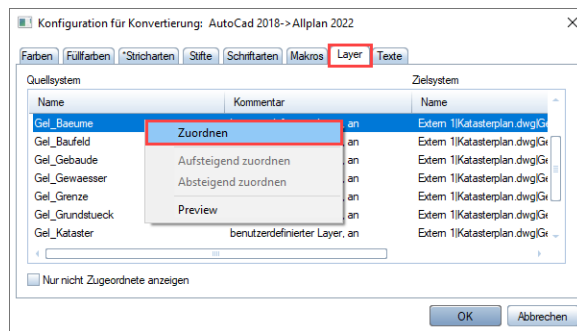 Konfiguration für Konvertierung: AutoCad 2018->Allplan 2022
Farben Füllfarben *Stricharten Stifte Schriftarten Makros Layer Texte
Quellsystem Zielsystem
Name Kommentar Name
Gel_Baeume an Extern 1|Katasterplan.dwg|Ge
Gel_Baufeld an Extern 1|Katasterplan.dwg|Ge
Gel_Gebaude an Extern 1|Katasterplan.dwg|Ge
Gel_Gewaesser an Extern 1|Katasterplan.dwg|Ge
Gel_Grenze an Extern 1|Katasterplan.dwg|Ge
Gel_Grundstueck an Extern 1|Katasterplan.dwg|Ge
Gel_Kataster benutzerdefinierter Layer, an Extern 1|Katasterplan.dwg|Ge
Zuordnen
Aufsteigend zuordnen
Absteigend zuordnen
Preview
Nur nicht Zugeordnete anzeigen
OK Abbrechen